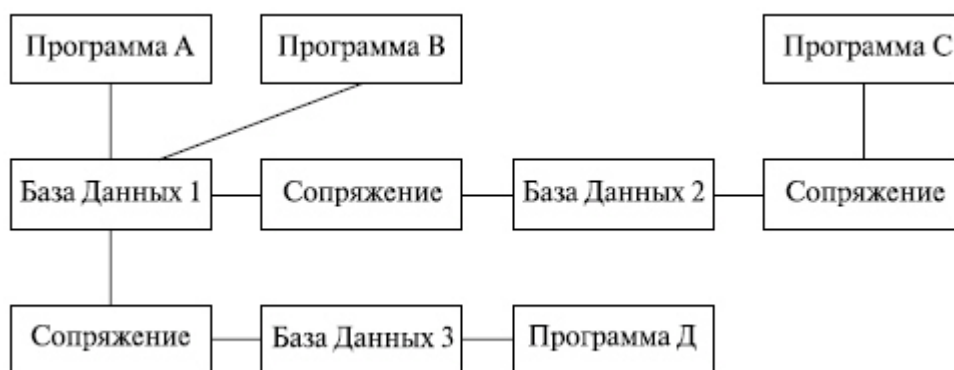 Программа А
Программа В
Программа С
База Данных 1
Сопряжение
База Данных 2
Сопряжение
Сопряжение
База Данных 3
Программа Д